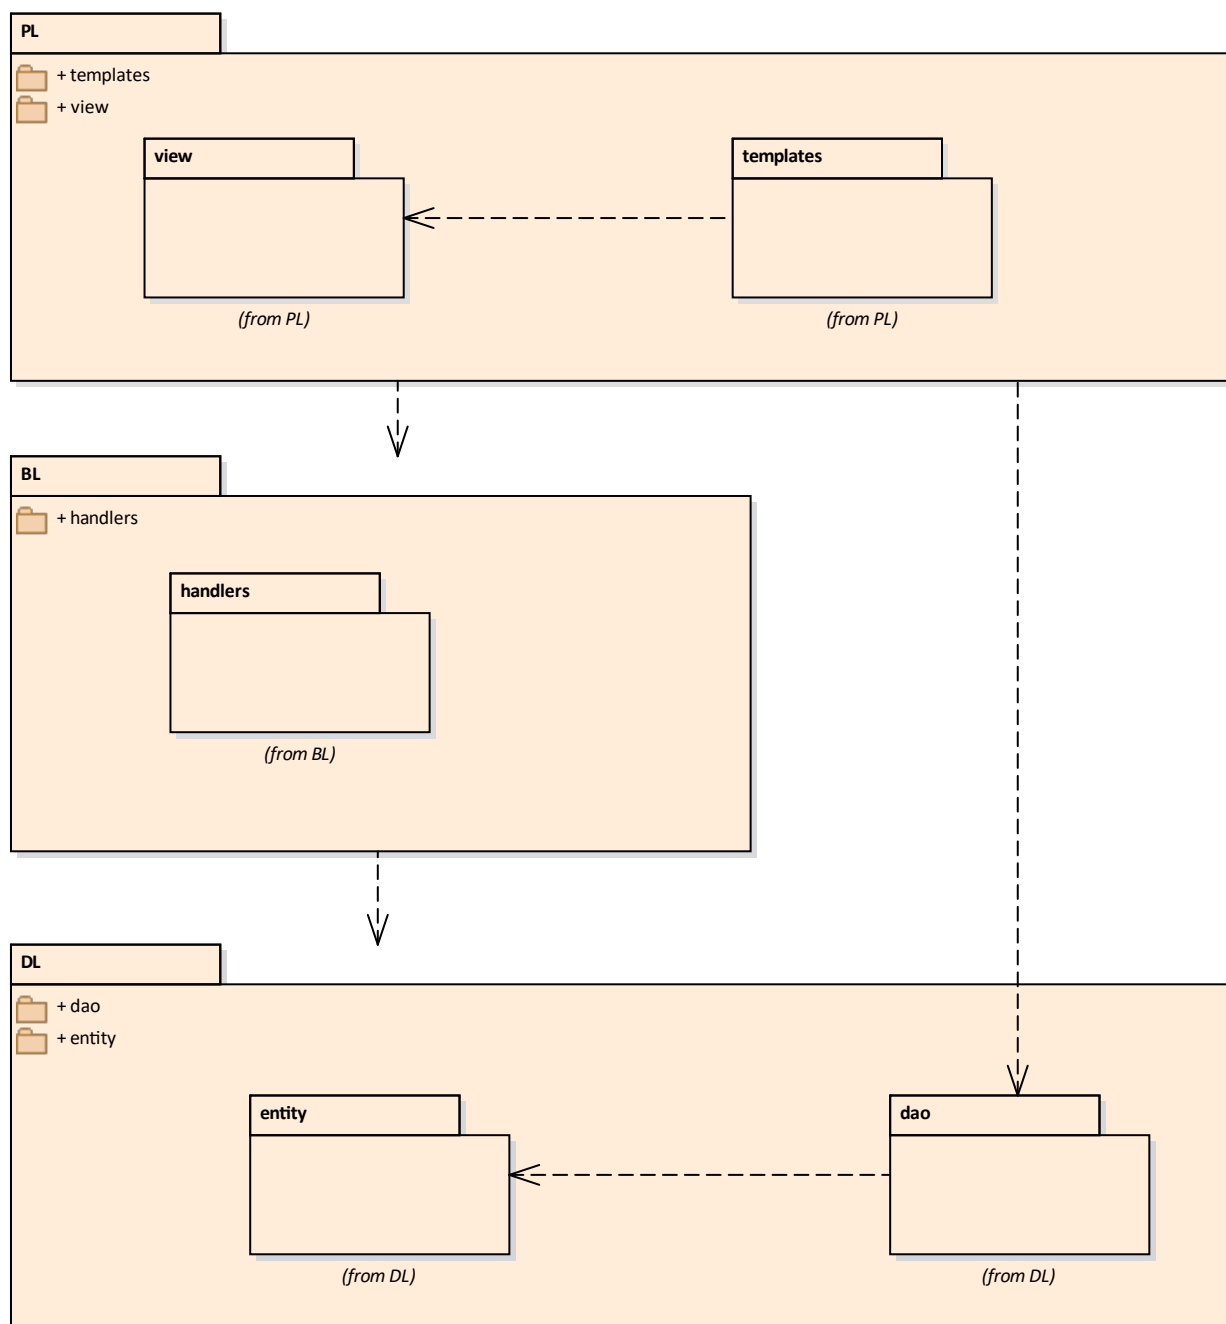 PL
+ templates
+ view
view
templates
(from PL)
(from PL)
BL
+ handlers
handlers
(from BL)
DL
+ dao
+ entity
entity
dao
(from DL)
(from DL)